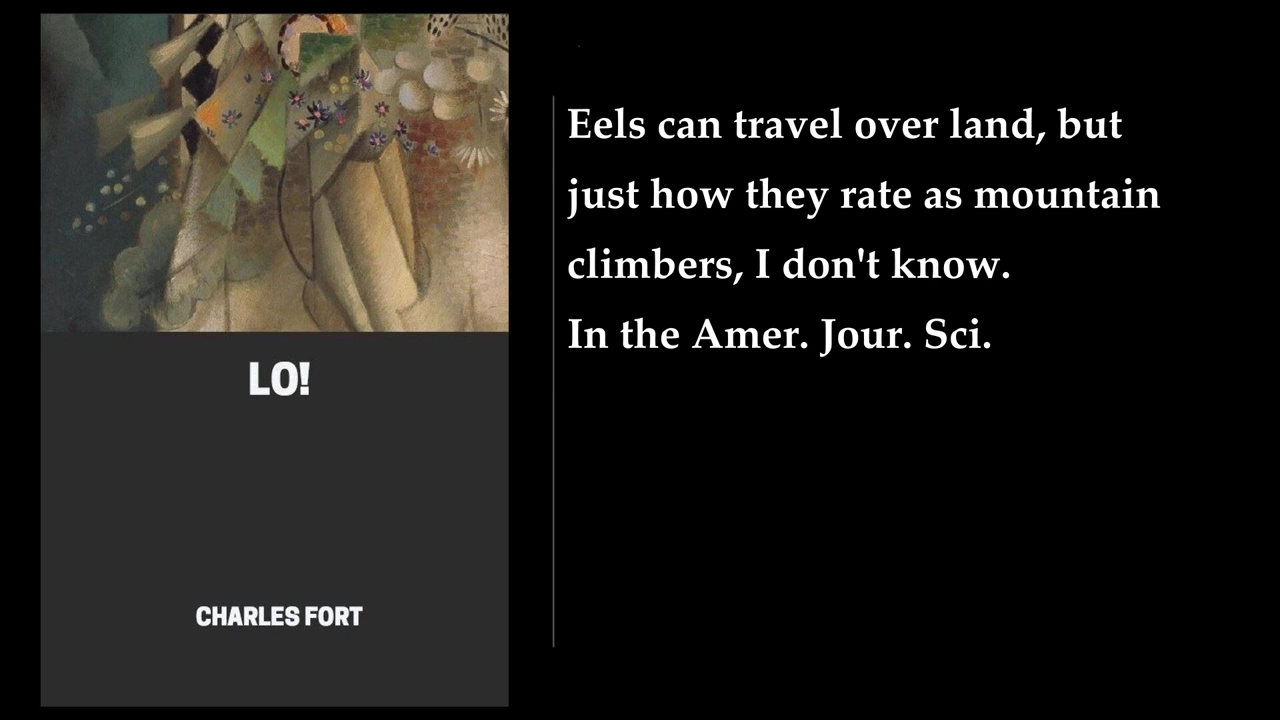 LO!
CHARLES FORT
Eels can travel over land, but
just how they rate as mountain
climbers, I don't know.
In the Amer. Jour. Sci.